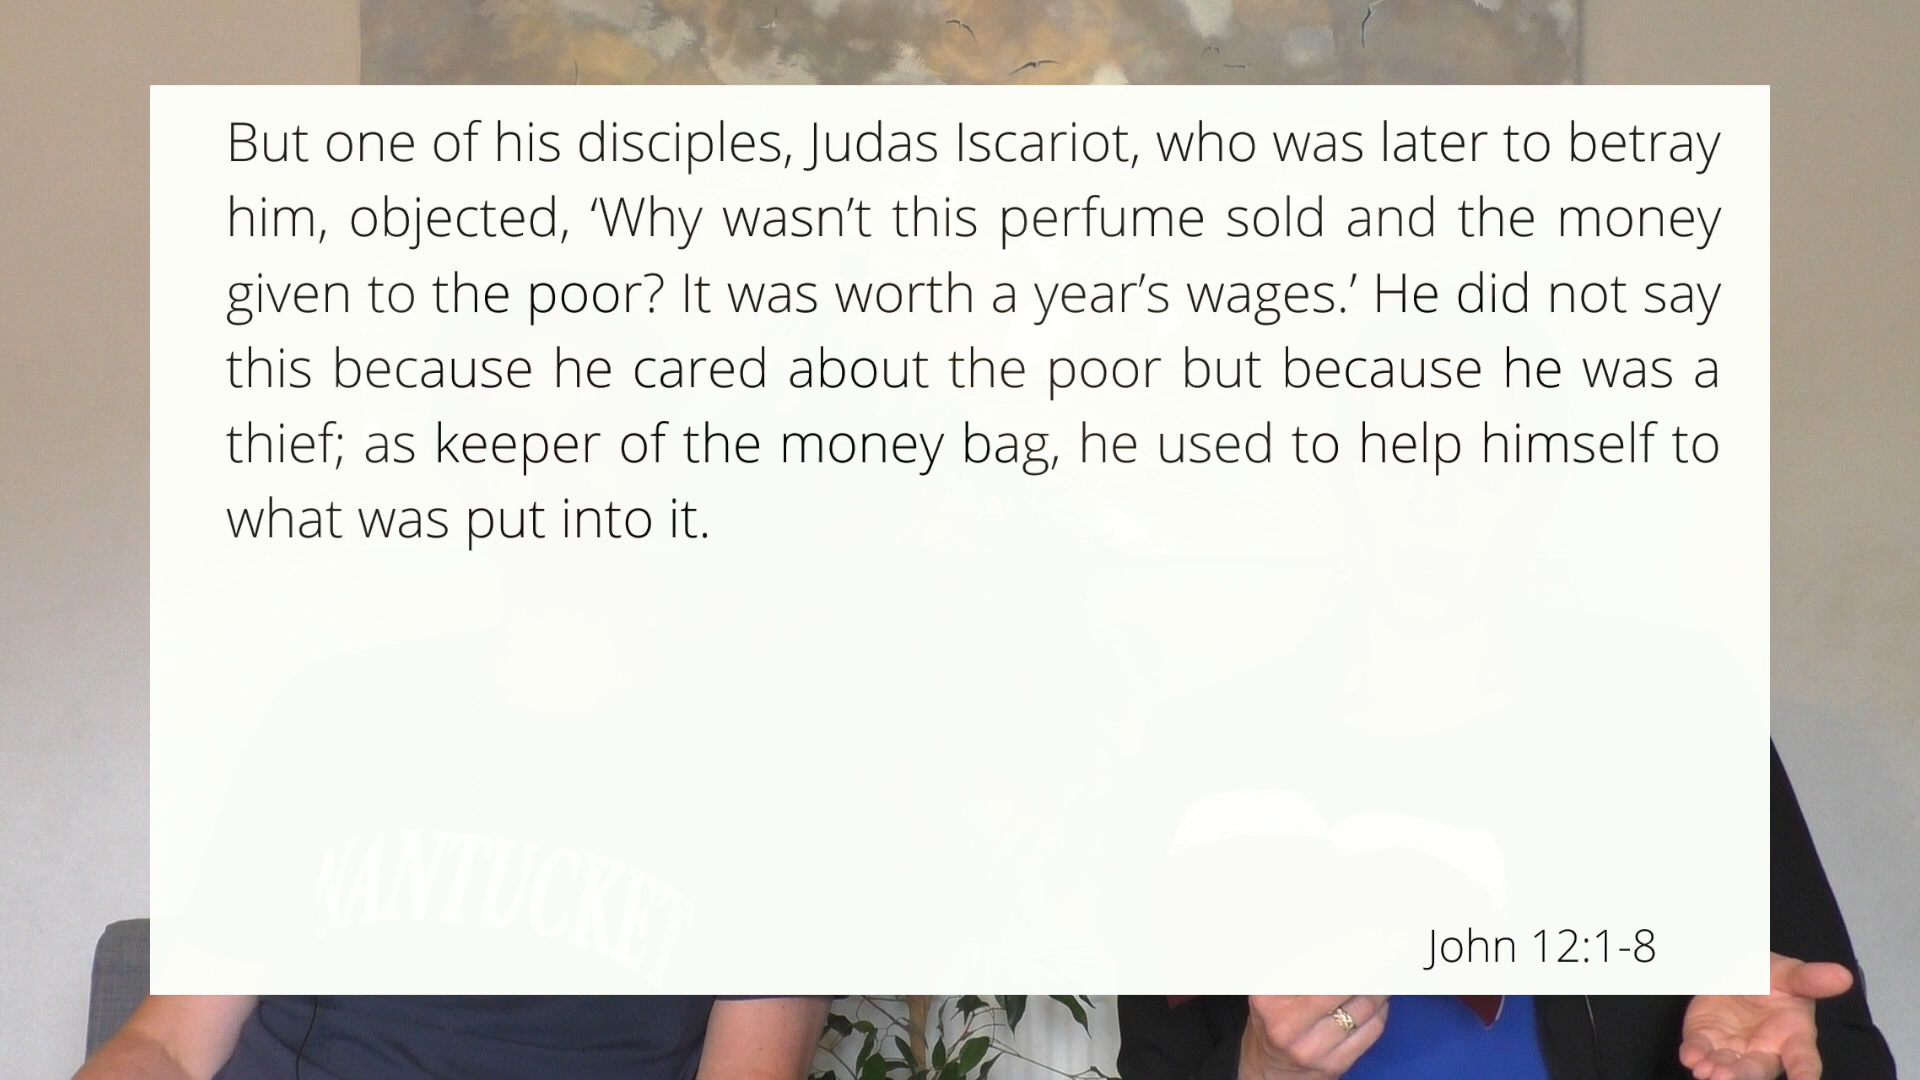 But one of his disciples, Judas Iscariot, who was later to betray
him, objected, ‘Why wasn’t this perfume sold and the money
given to the poor? It was worth a year’s wages.’ He did not say
this because he cared about the poor but because he was a
thief; as keeper of the money bag, he used to help himself to
what was put into it.
NANTUCKET
John 12:1-8